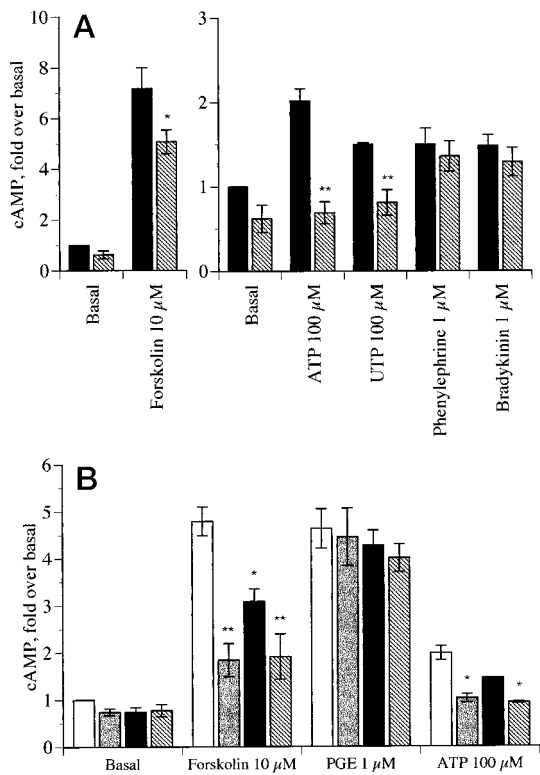 A
cAMP, fold over basal
10
8
6
4
2
0
*
Basal
Forskolin 10 µM
3
2
1
0
**
**
Basal
ATP 100 µM
UTP 100 µM
Phenylephrine 1 µM
Bradykinin 1 µM
B
cAMP, fold over basal
6
5
4
3
2
1
0
**
*
**
*
*
Basal
Forskolin 10 µM
PGE 1 µM
ATP 100 µM